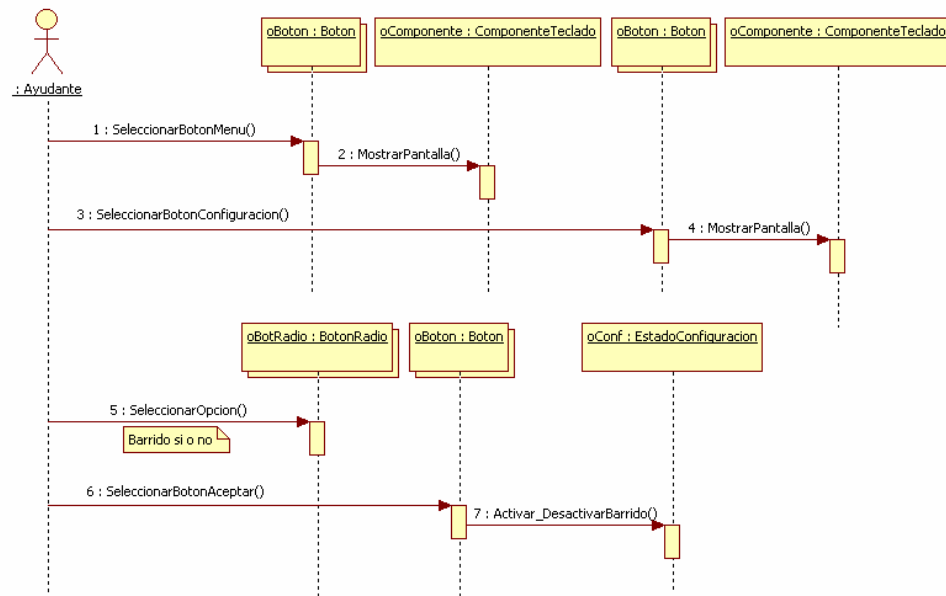 oBoton : Boton
oComponente : ComponenteTeclado
oBoton : Boton
oComponente : ComponenteTeclado
: Ayudante
1 : SeleccionarBotonMenu()
2 : MostrarPantalla()
3 : SeleccionarBotonConfiguracion()
4 : MostrarPantalla()
oBotRadio : BotonRadio
oBoton : Boton
oConf : EstadoConfiguracion
5 : SeleccionarOpcion()
Barrido si o no
6 : SeleccionarBotonAceptar()
7 : Activar_DesactivarBarrido()